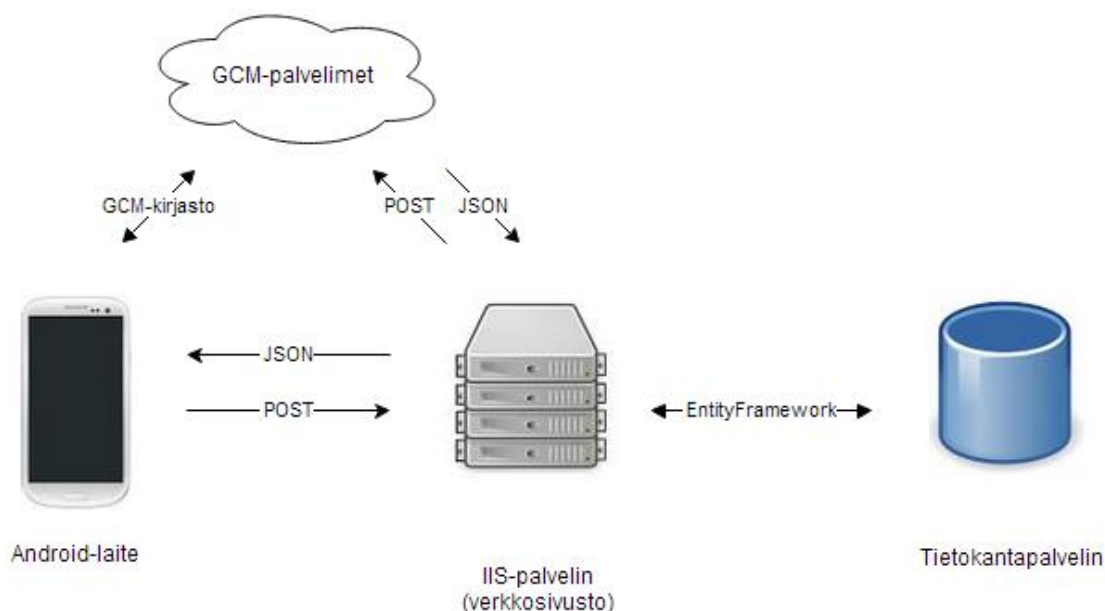 GCM-palvelimet
GCM-kirjasto
POST
JSON
JSON
POST
EntityFramework
Android-laite
IIS-palvelin
(verkkosivusto)
Tietokantapalvelin